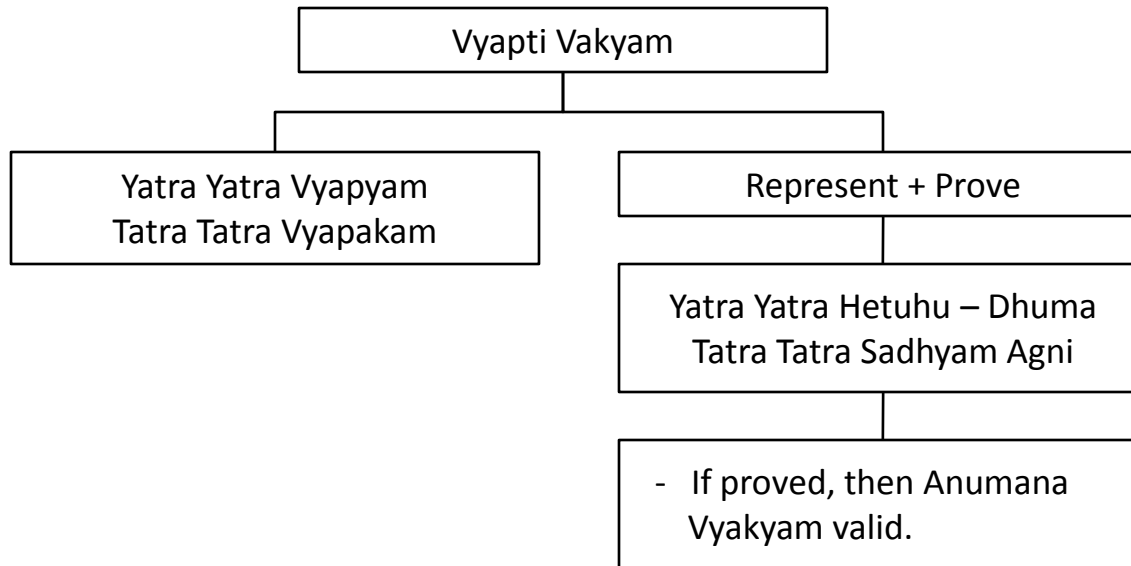 Vyapti Vakyam
Yatra Yatra Vyapyam
Tatra Tatra Vyapakam
Represent + Prove
Yatra Yatra Hetuhu – Dhuma
Tatra Tatra Sadhyam Agni
- If proved, then Anumana
Vyakyam valid.